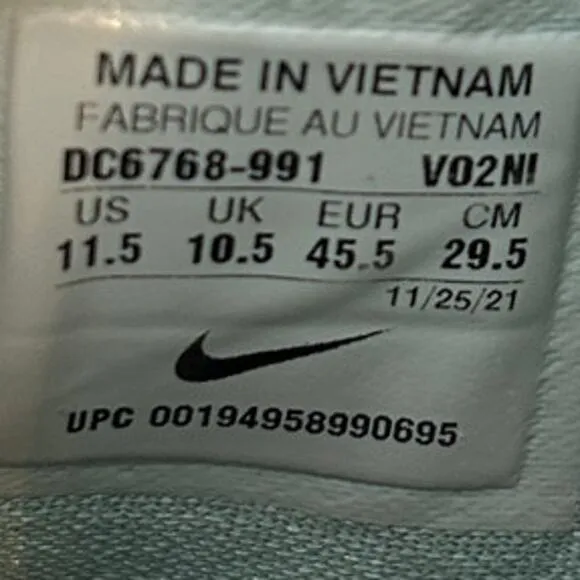 MADE IN VIETNAM
FABRIQUE AU VIETNAM
DC6768-991 VO2N!
US UK EUR CM
11.5 10.5 45.5 29.5
11/25/21
UPC 00194958990695